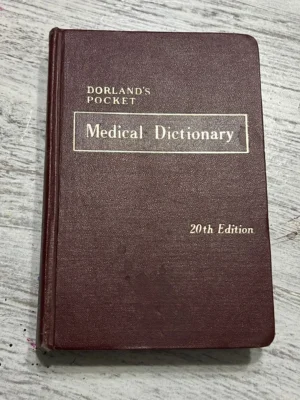 DORLAND'S
POCKET
Medical Dictionary
20th Edition